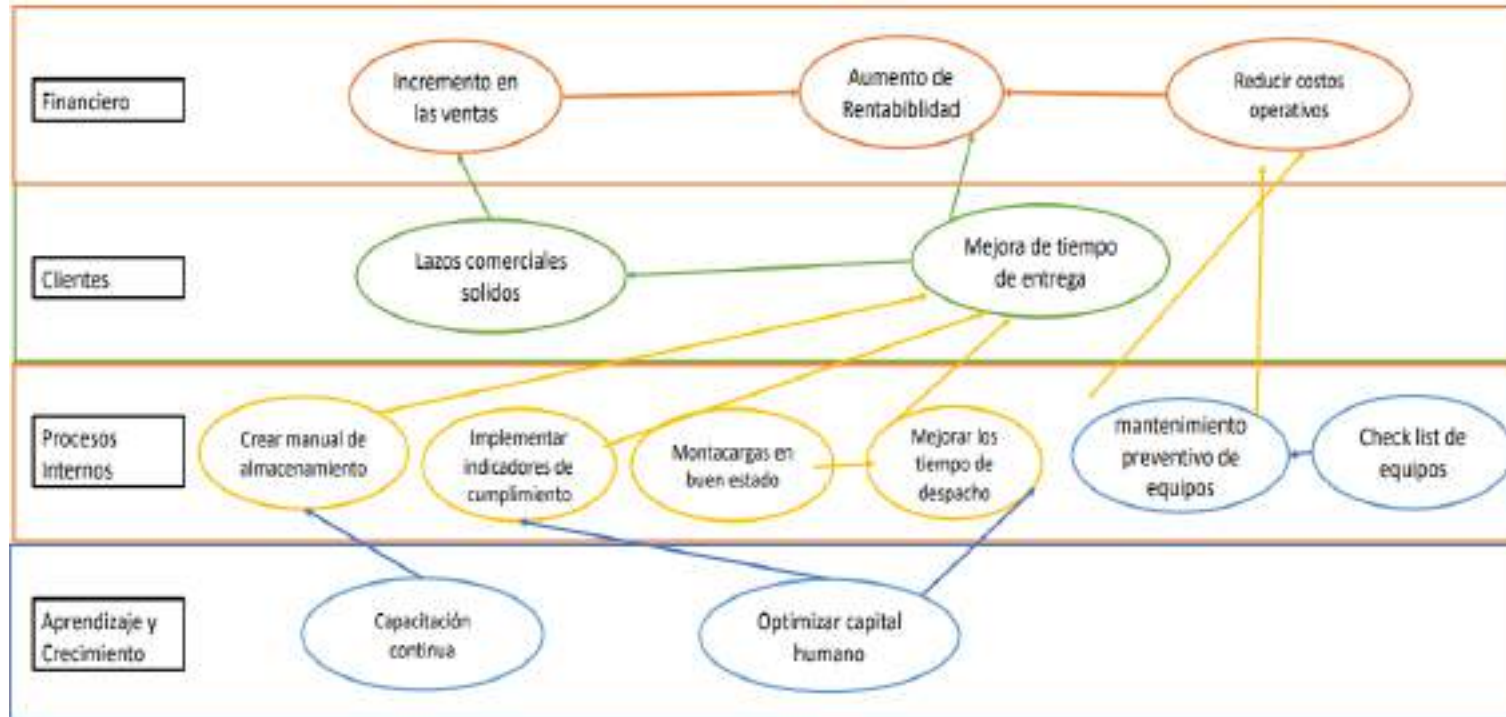 Financiero
Incremento en
las ventas
Aumento de
Rentabiblidad
Reducir costos
operativos
Clientes
Lazos comerciales
solidos
Mejora de tiempo
de entrega
Procesos
Internos
Crear manual de
almacenamiento
Implementar
indicadores de
cumplimiento
Montacargas en
buen estado
Mejorar los
tiempo de
despacho
mantenimiento
preventivo de
equipos
Check list de
equipos
Aprendizaje y
Crecimiento
Capacitación
continua
Optimizar capital
humano